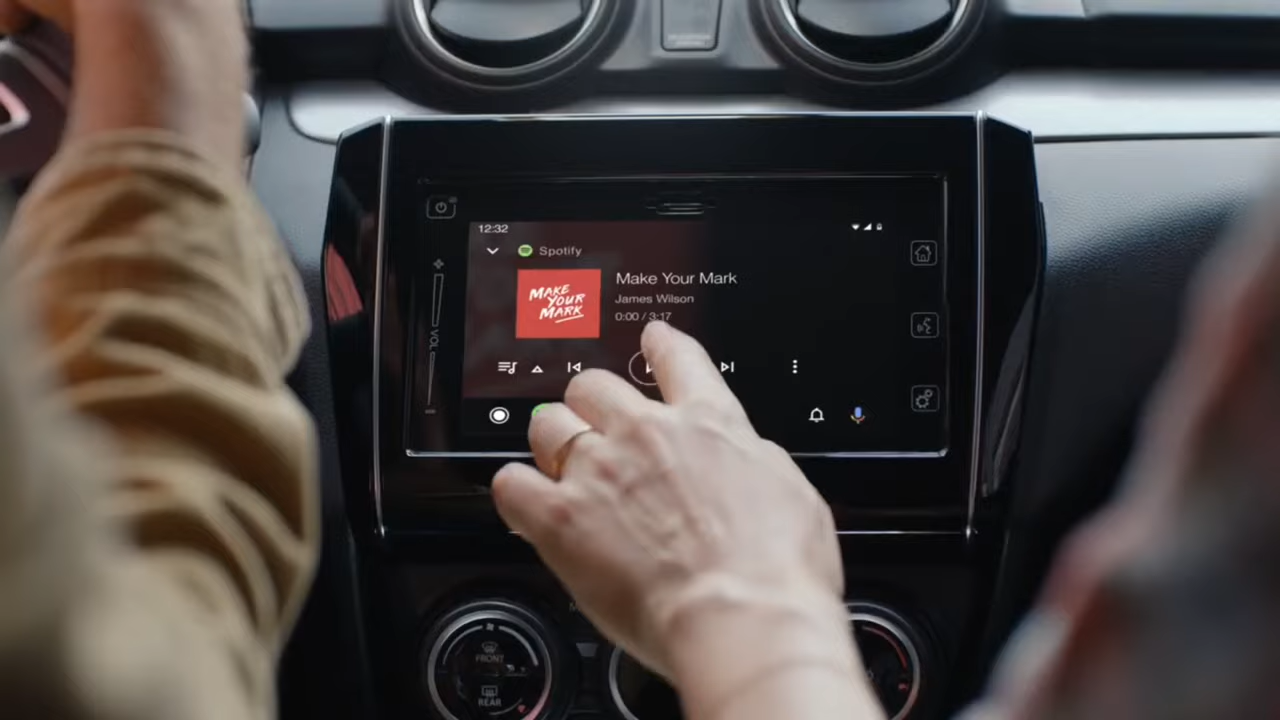 12:32
Spotify
Make Your Mark
James Wilson
0:00 / 3:17
MAKE
YOUR
MARK
VOL
FRONT
REAR